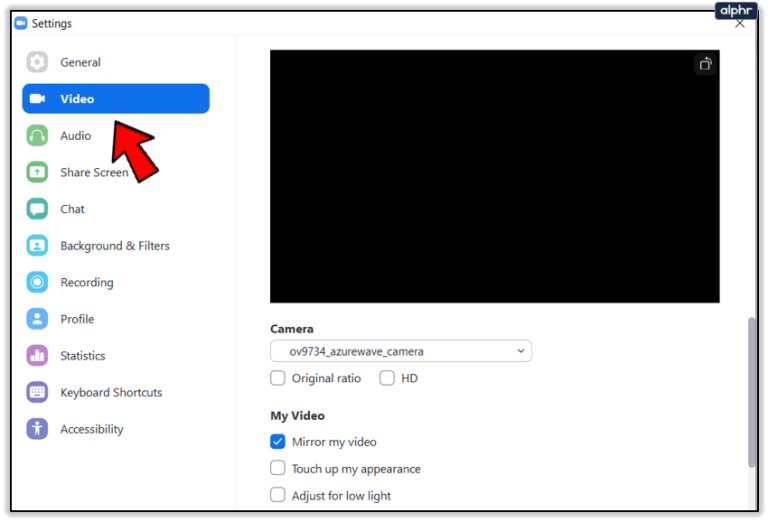 alphr
Settings
General
Video
Audio
Share Screen
Chat
Background & Filters
Recording
Profile
Statistics
Keyboard Shortcuts
Accessibility
Camera
ov9734_azurewave_camera
Original ratio HD
My Video
Mirror my video
Touch up my appearance
Adjust for low light